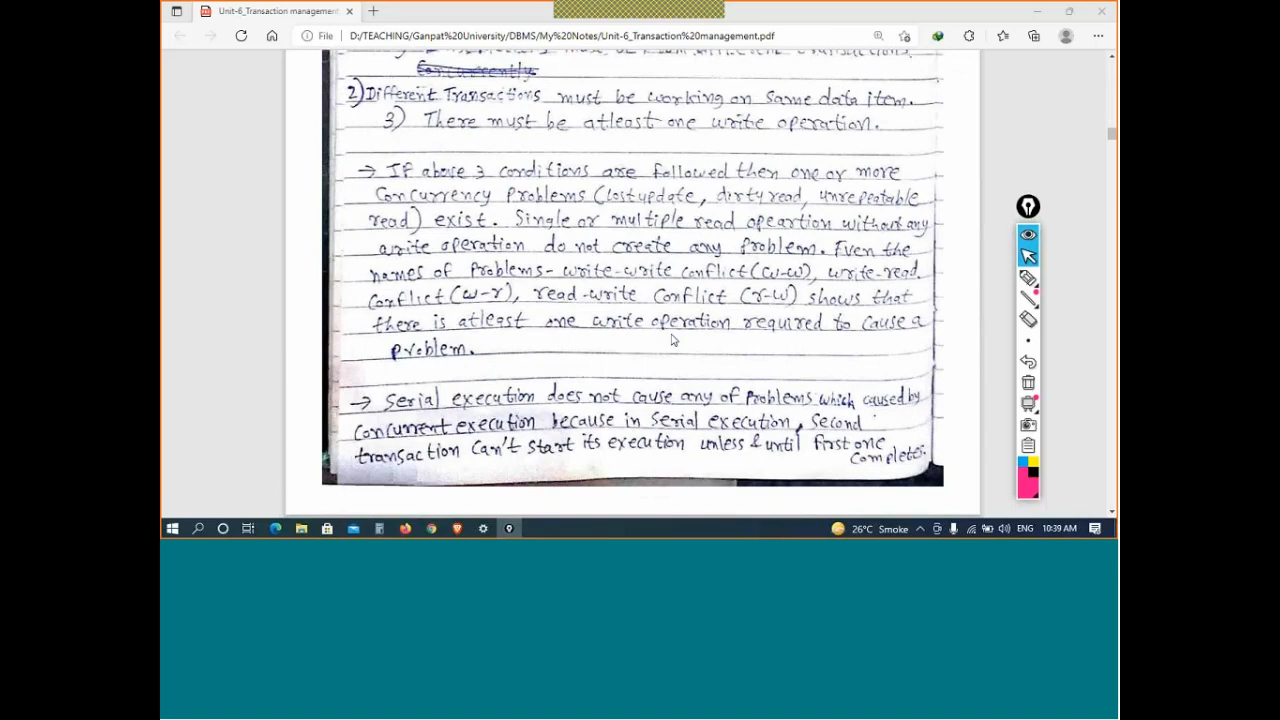 Unit-6_Transaction management
File
D:/TEACHING/Ganpat%20University/DBMS/My%20Notes/Unit-6_Transaction%20management.pdf
Concurrently
2) Different Transactions must be working on same data item.
3) There must be atleast one write operation.
→ If above 3 conditions are followed then one or more
Concurrency Problems (lost update, dirty read, unrepeatable
read) exist. Single or multiple read opeartion without any
write operation do not create any problem. Even the
names of Problems- write-write conflict (w-w), write-read
conflict (w-r), read-write conflict (r-w) shows that
there is atleast one write operation required to cause a
problem.
→ Serial execution does not cause any of Problems which caused by
concurrent execution because in serial execution, second
transaction can't start its execution unless & until first one
completes.
26°C Smoke
ENG
10:39 AM